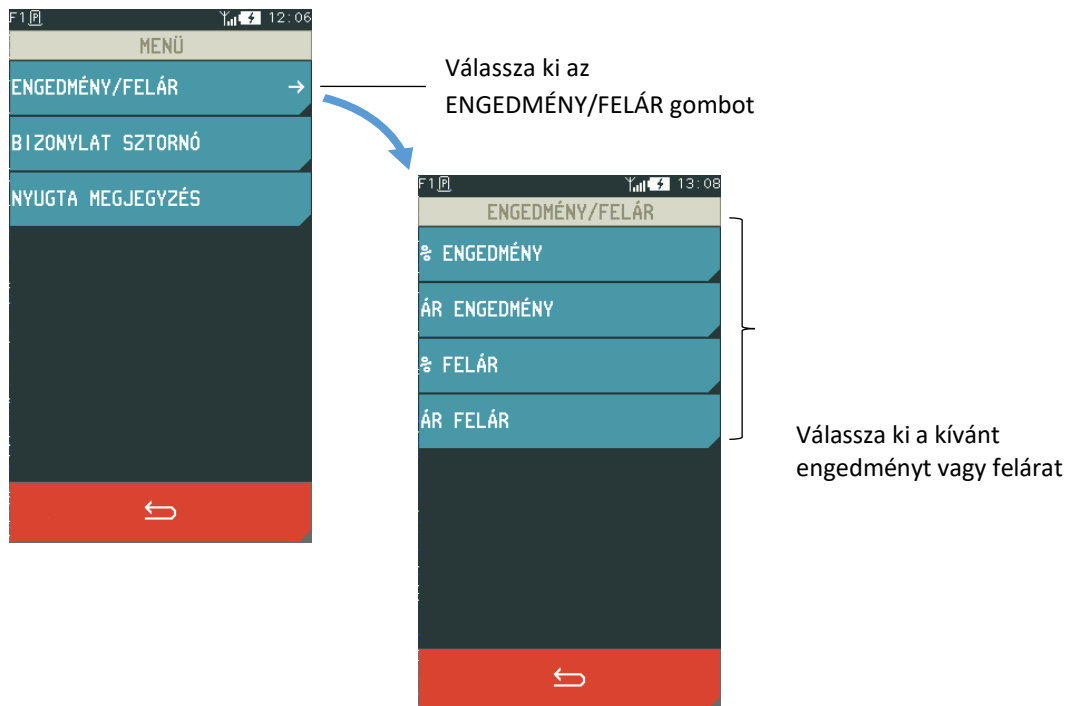 F1 P 12:06
MENÜ
ENGEDMÉNY/FELÁR →
BIZONYLAT SZTORNÓ
NYUGTA MEGJEGYZÉS
Válassza ki az
ENGEDMÉNY/FELÁR gombot
F1 P 13:08
ENGEDMÉNY/FELÁR
% ENGEDMÉNY
ÁR ENGEDMÉNY
% FELÁR
ÁR FELÁR
Válassza ki a kívánt
engedményt vagy felárat